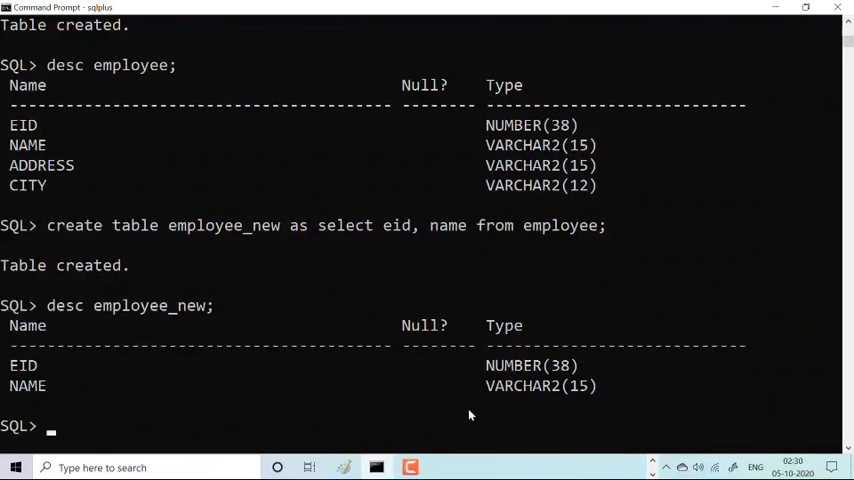 Command Prompt - sqlplus
Table created.
SQL> desc employee;
Name Null? Type
----------------------------------------- -------- ----------------------------
EID NUMBER(38)
NAME VARCHAR2(15)
ADDRESS VARCHAR2(15)
CITY VARCHAR2(12)
SQL> create table employee_new as select eid, name from employee;
Table created.
SQL> desc employee_new;
Name Null? Type
----------------------------------------- -------- ----------------------------
EID NUMBER(38)
NAME VARCHAR2(15)
SQL>
Type here to search
ENG
02:30
05-10-2020